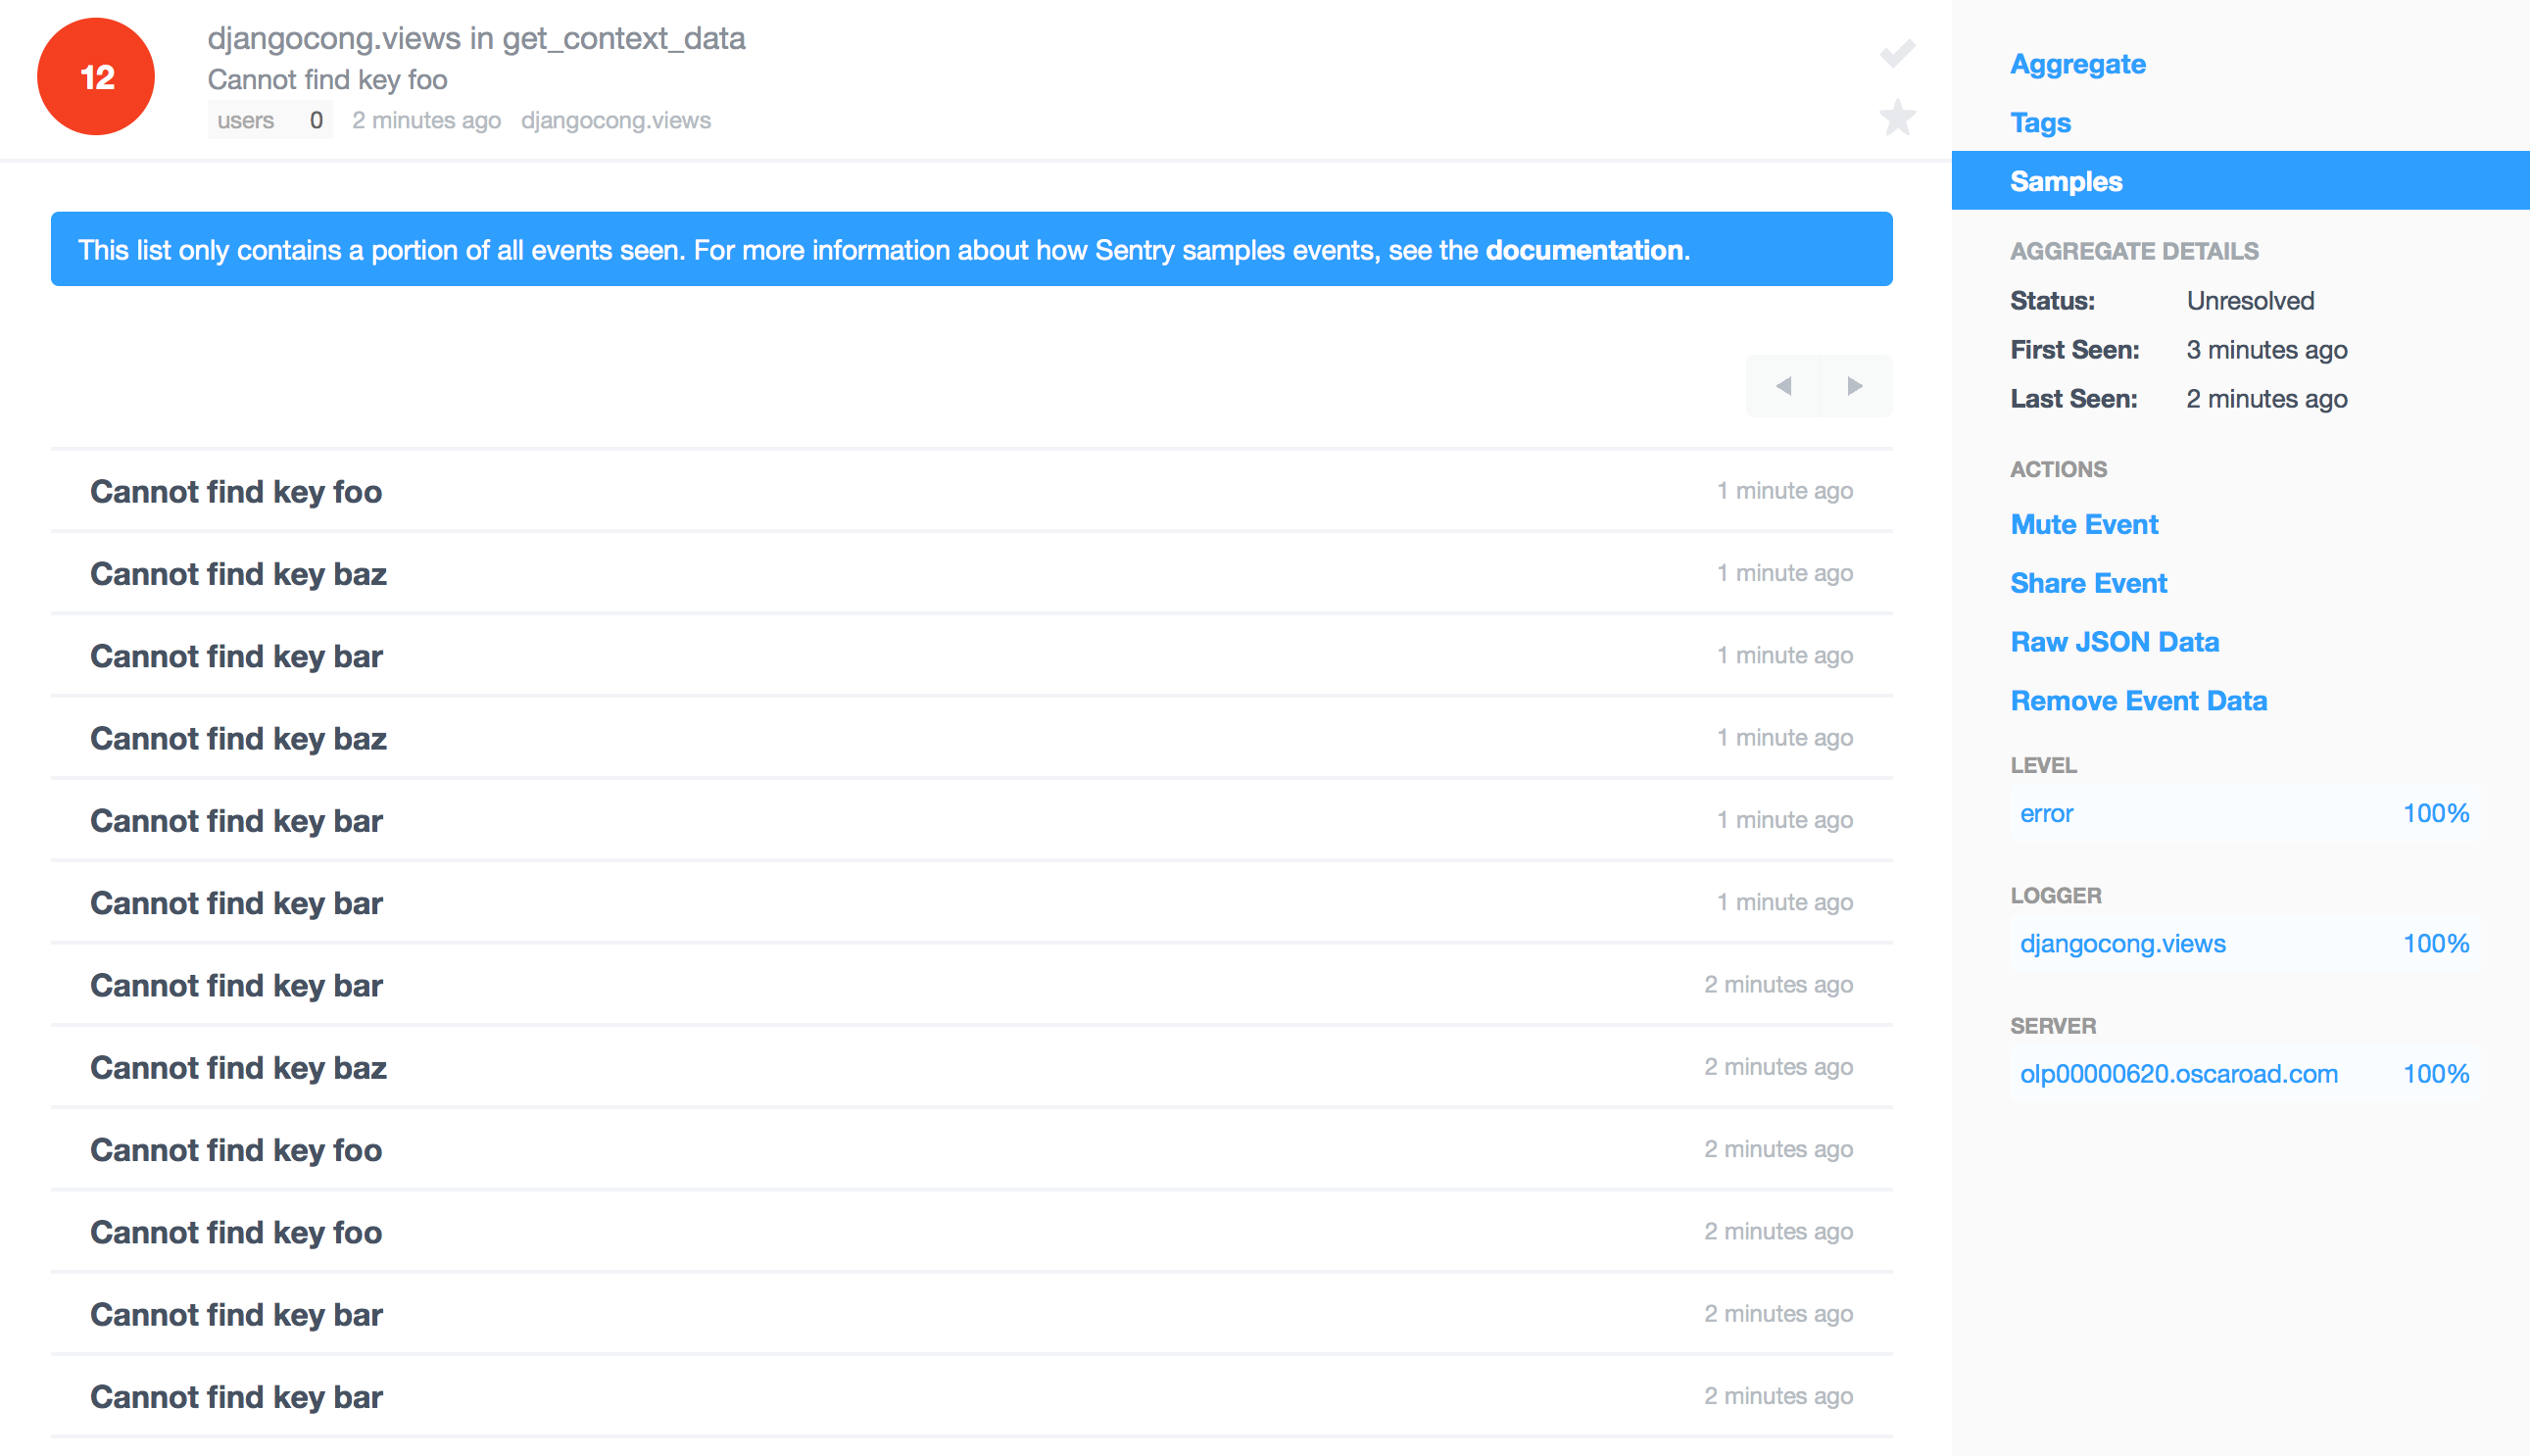 12
djangocong.views in get_context_data
Cannot find key foo
users 0 2 minutes ago djangocong.views
This list only contains a portion of all events seen. For more information about how Sentry samples events, see the documentation.
Cannot find key foo 1 minute ago
Cannot find key baz 1 minute ago
Cannot find key bar 1 minute ago
Cannot find key baz 1 minute ago
Cannot find key bar 1 minute ago
Cannot find key bar 1 minute ago
Cannot find key bar 2 minutes ago
Cannot find key baz 2 minutes ago
Cannot find key foo 2 minutes ago
Cannot find key foo 2 minutes ago
Cannot find key bar 2 minutes ago
Cannot find key bar 2 minutes ago
Aggregate
Tags
Samples
AGGREGATE DETAILS
Status: Unresolved
First Seen: 3 minutes ago
Last Seen: 2 minutes ago
ACTIONS
Mute Event
Share Event
Raw JSON Data
Remove Event Data
LEVEL
error 100%
LOGGER
djangocong.views 100%
SERVER
olp00000620.oscaroad.com 100%